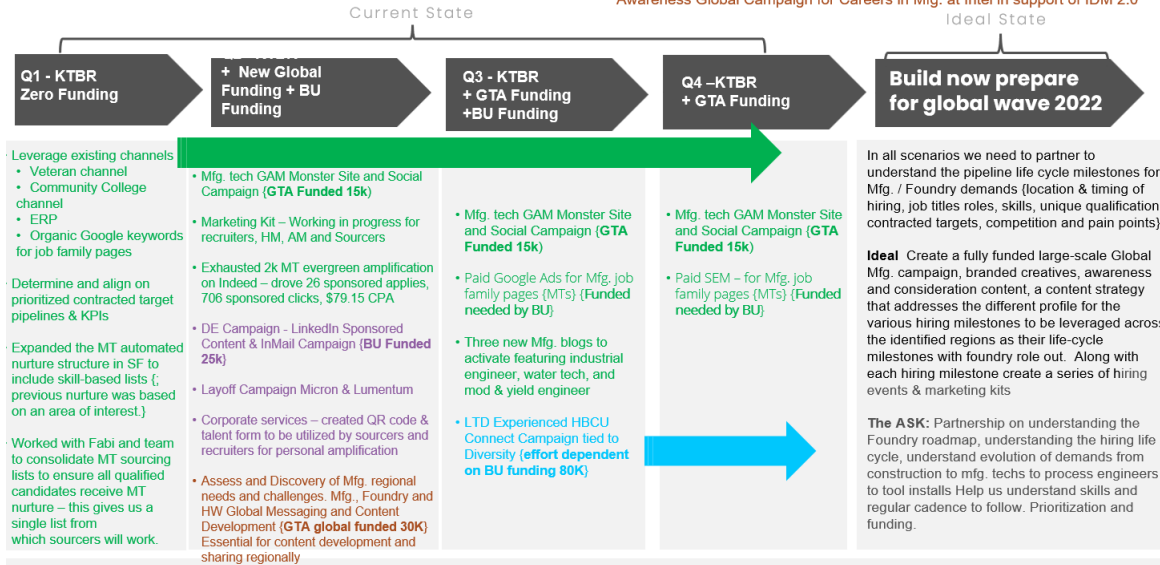 Awareness Global Campaign for Careers in Mfg. at Intel in support of IDM 2.0
Current State
Ideal State
Q1 - KTBR
Zero Funding
+ New Global
Funding + BU
Funding
Q3 - KTBR
+ GTA Funding
+BU Funding
Q4 –KTBR
+ GTA Funding
Build now prepare
for global wave 2022
Leverage existing channels
• Veteran channel
• Community College
channel
• ERP
• Organic Google keywords
for job family pages
Determine and align on
prioritized contracted target
pipelines & KPIs
Expanded the MT automated
nurture structure in SF to
include skill-based lists {;
previous nurture was based
on an area of interest.}
Worked with Fabi and team
to consolidate MT sourcing
lists to ensure all qualified
candidates receive MT
nurture – this gives us a
single list from
which sourcers will work.
• Mfg. tech GAM Monster Site and Social
Campaign {GTA Funded 15k)
• Marketing Kit – Working in progress for
recruiters, HM, AM and Sourcers
• Exhausted 2k MT evergreen amplification
on Indeed – drove 26 sponsored applies,
706 sponsored clicks, $79.15 CPA
• DE Campaign - LinkedIn Sponsored
Content & InMail Campaign {BU Funded
25k}
• Layoff Campaign Micron & Lumentum
• Corporate services – created QR code &
talent form to be utilized by sourcers and
recruiters for personal amplification
• Assess and Discovery of Mfg. regional
needs and challenges. Mfg., Foundry and
HW Global Messaging and Content
Development {GTA global funded 30K}
Essential for content development and
sharing regionally
• Mfg. tech GAM Monster Site
and Social Campaign {GTA
Funded 15k)
• Paid Google Ads for Mfg. job
family pages {MTs} {Funded
needed by BU}
• Three new Mfg. blogs to
activate featuring industrial
engineer, water tech, and
mod & yield engineer
• LTD Experienced HBCU
Connect Campaign tied to
Diversity {effort dependent
on BU funding 80K}
• Mfg. tech GAM Monster Site
and Social Campaign {GTA
Funded 15k)
• Paid SEM – for Mfg. job
family pages {MTs} {Funded
needed by BU}
In all scenarios we need to partner to
understand the pipeline life cycle milestones for
Mfg. / Foundry demands {location & timing of
hiring, job titles roles, skills, unique qualification
contracted targets, competition and pain points}
Ideal Create a fully funded large-scale Global
Mfg. campaign, branded creatives, awareness
and consideration content, a content strategy
that addresses the different profile for the
various hiring milestones to be leveraged across
the identified regions as their life-cycle
milestones with foundry role out. Along with
each hiring milestone create a series of hiring
events & marketing kits
The ASK: Partnership on understanding the
Foundry roadmap, understanding the hiring life
cycle, understand evolution of demands from
construction to mfg. techs to process engineers
to tool installs Help us understand skills and
regular cadence to follow. Prioritization and
funding.